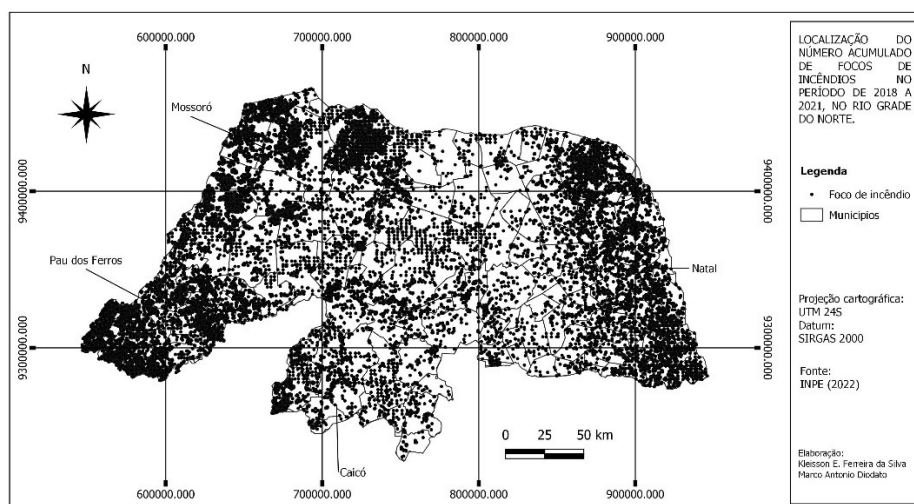 600000.000 700000.000 800000.000 900000.000
N
Mossoró
9400000.000 9400000.000
Pau dos Ferros
Natal
9300000.000 9300000.000
0 25 50 km
Caicó
600000.000 700000.000 800000.000 900000.000
LOCALIZAÇÃO DO
NÚMERO ACUMULADO
DE FOCOS DE
INCÊNDIOS NO
PERÍODO DE 2018 A
2021, NO RIO GRADE
DO NORTE.
Legenda
Foco de incêndio
Municipios
Projeção cartográfica:
UTM 24S
Datum:
SIRGAS 2000
Fonte:
INPE (2022)
Elaboração:
Kleisson E. Ferreira da Silva
Marco Antonio Diodato